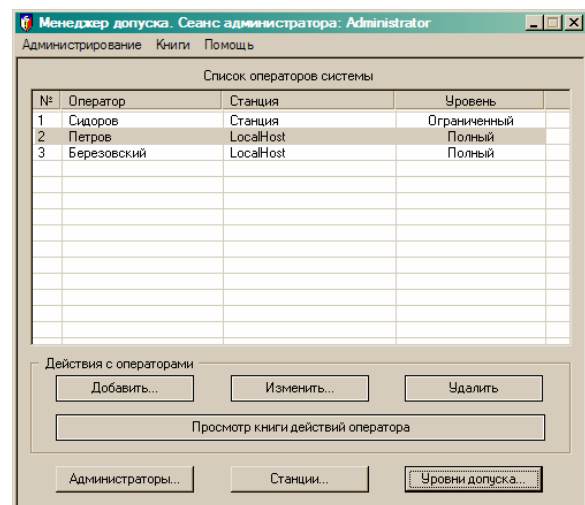 Менеджер допуска. Сеанс администратора: Administrator
Администрирование Книги Помощь
Список операторов системы
№ Оператор Станция Уровень
1 Сидоров Станция Ограниченный
2 Петров LocalHost Полный
3 Березовский LocalHost Полный
Действия с операторами
Добавить... Изменить... Удалить
Просмотр книги действий оператора
Администраторы... Станции... Уровни допуска...